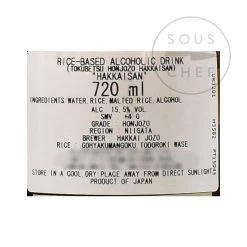 SOUS
CHEF
RICE-BASED ALCOHOLIC DRINK
(TOKUBETSU HONJOZO HAKKAISAN)
"HAKKAISAN"
720 ml
INGREDIENTS WATER, RICE, MALTED RICE, ALCOHOL
ALC 15.5% VOL
SMV +4.0
GRADE HONJOZO
REGION NIIGATA
BREWER HAKKAI JOZO
RICE GOHYAKUMANGOKU TODOROKI WASE
STORE IN A COOL, DRY PLACE AWAY FROM DIRECT SUNLIGHT
PRODUCT OF JAPAN